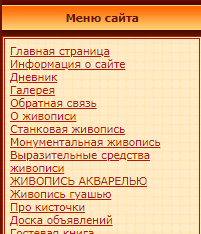 Меню сайта
Главная страница
Информация о сайте
Дневник
Галерея
Обратная связь
О живописи
Станковая живопись
Монументальная живопись
Выразительные средства
живописи
ЖИВОПИСЬ АКВАРЕЛЬЮ
Живопись гуашью
Про кисточки
Доска объявлений
Гостевая книга